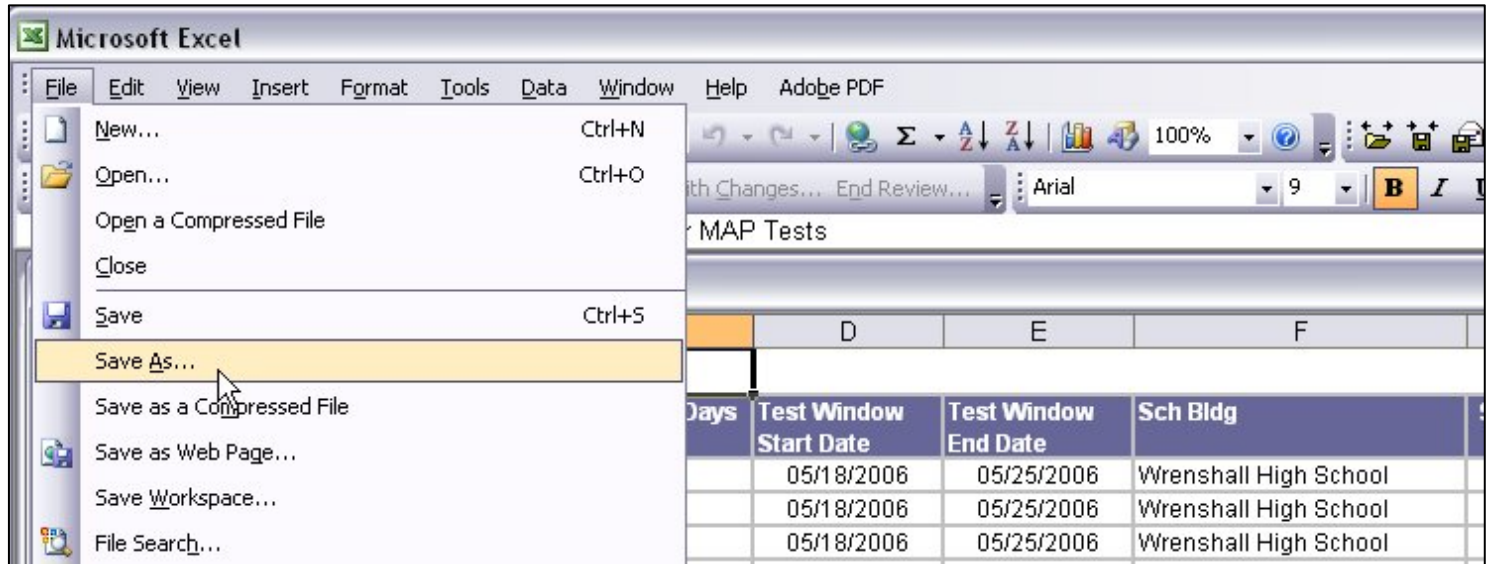 Microsoft Excel
File Edit View Insert Format Tools Data Window Help Adobe PDF
New... Ctrl+N
Σ A Z Z A 100%
Open... Ctrl+O
Changes... End Review... Arial 9 B I U
Open a Compressed File
MAP Tests
Close
Save Ctrl+S
D E F
Save As...
Save as a Compressed File
Days Test Window Test Window Sch Bldg
Start Date End Date
Save as Web Page...
05/18/2006 05/25/2006 Wrenshall High School
Save Workspace...
05/18/2006 05/25/2006 Wrenshall High School
File Search...
05/18/2006 05/25/2006 Wrenshall High School